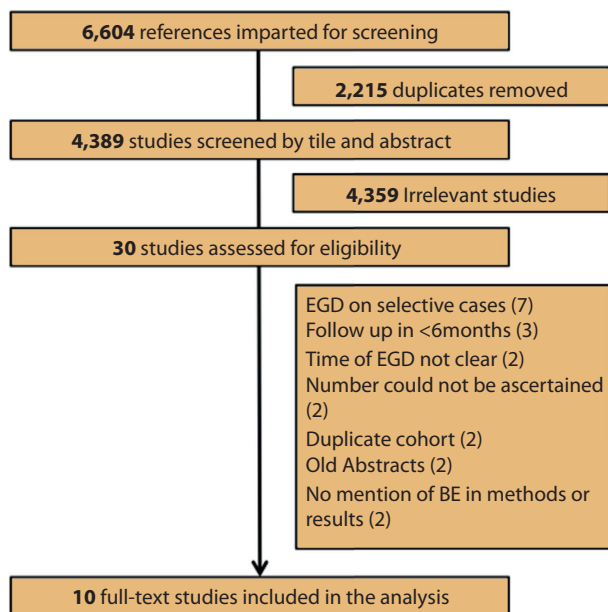 6,604 references imparted for screening
2,215 duplicates removed
4,389 studies screened by tile and abstract
4,359 Irrelevant studies
30 studies assessed for eligibility
EGD on selective cases (7)
Follow up in <6months (3)
Time of EGD not clear (2)
Number could not be ascertained
(2)
Duplicate cohort (2)
Old Abstracts (2)
No mention of BE in methods or
results (2)
10 full-text studies included in the analysis